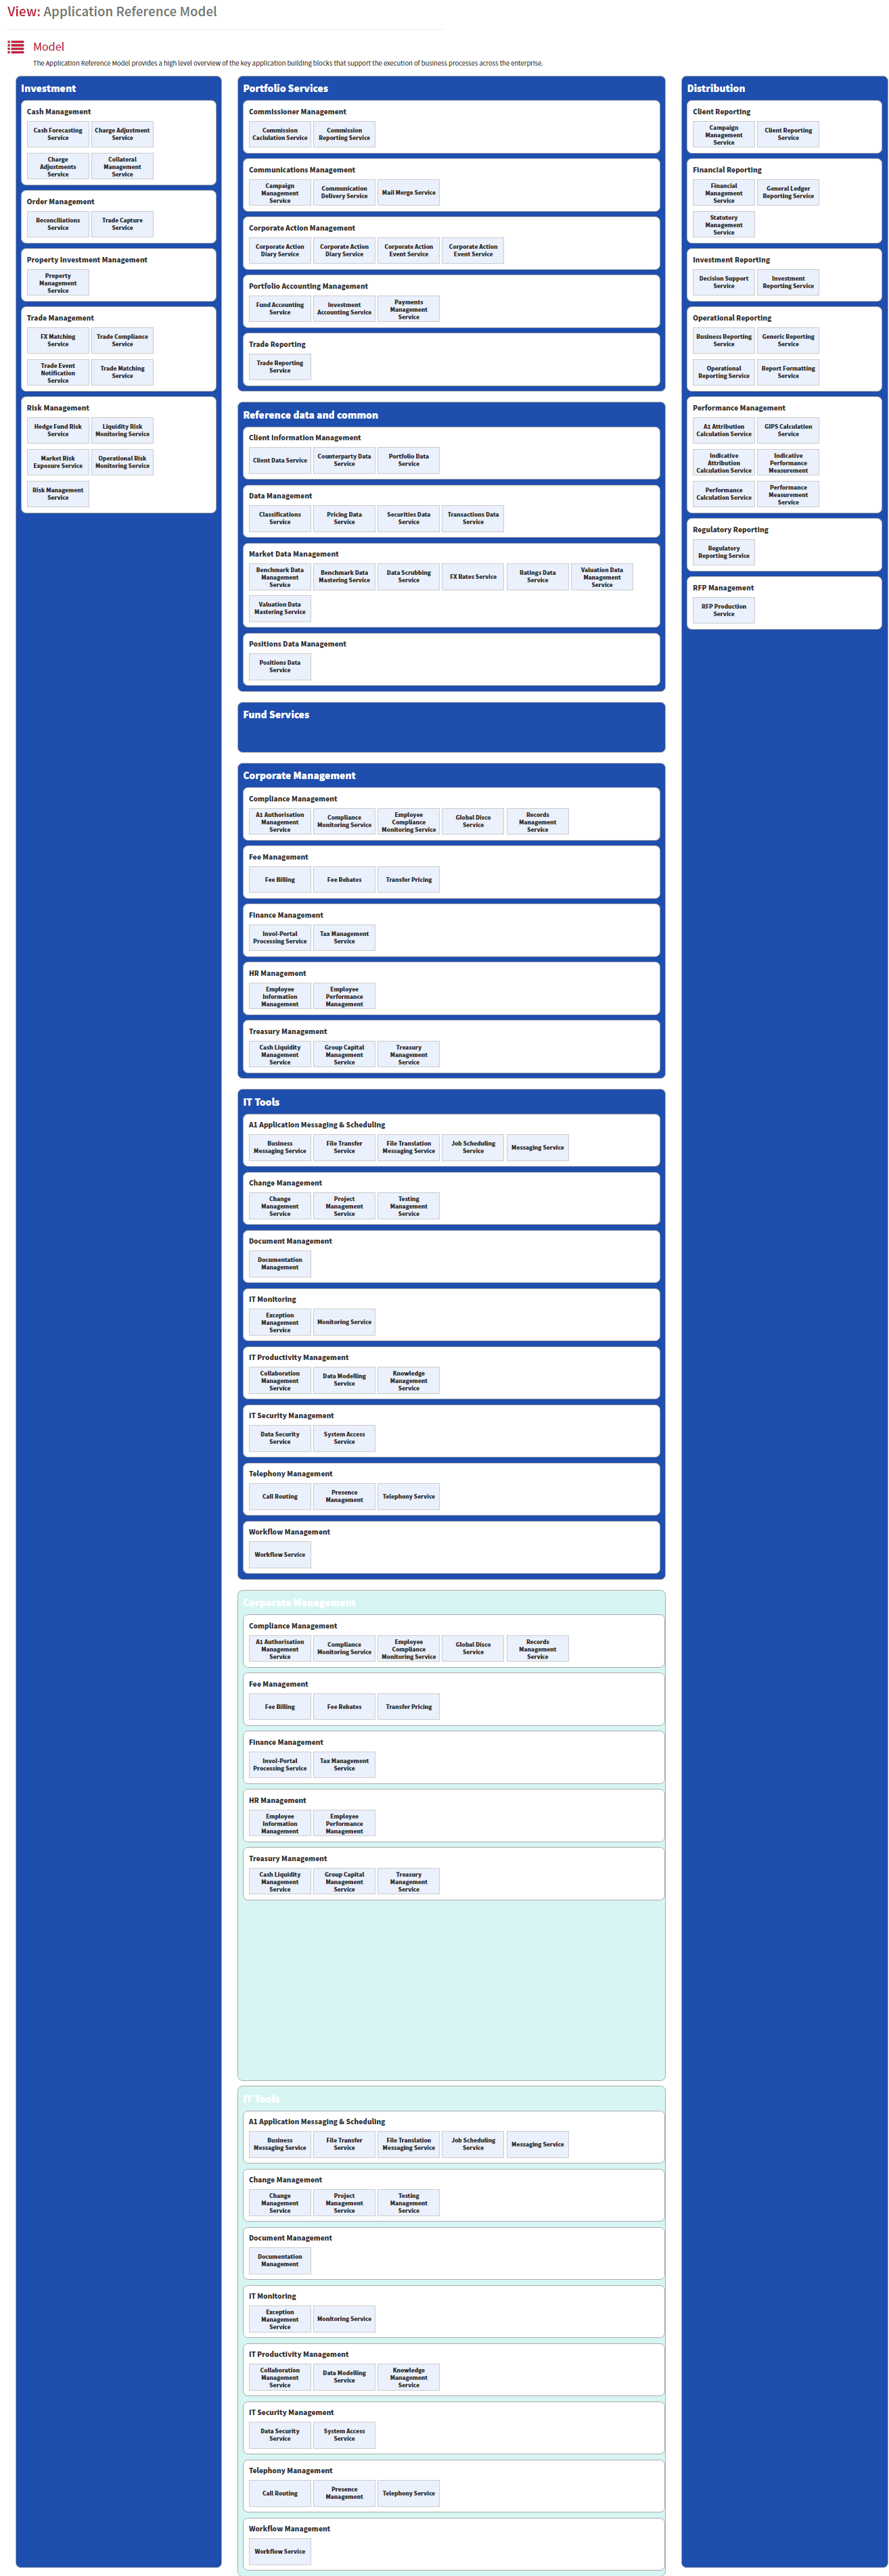 View: Application Reference Model
Model
The Application Reference Model provides a high level overview of the key application building blocks that support the execution of business processes across the enterprise.
Investment
Cash Management
Cash Forecasting
Service
Charge Adjustment
Service
Charge
Adjustments
Service
Collateral
Management
Service
Order Management
Reconciliations
Service
Trade Capture
Service
Property Investment Management
Property
Management
Service
Trade Management
FX Matching
Service
Trade Compliance
Service
Trade Event
Notification
Service
Trade Matching
Service
Risk Management
Hedge Fund Risk
Service
Liquidity Risk
Monitoring Service
Market Risk
Exposure Service
Operational Risk
Monitoring Service
Risk Management
Service
Portfolio Services
Commissioner Management
Commission
Caclulation Service
Commission
Reporting Service
Communications Management
Campaign
Management
Service
Communication
Delivery Service
Mail Merge Service
Corporate Action Management
Corporate Action
Diary Service
Corporate Action
Diary Service
Corporate Action
Event Service
Corporate Action
Event Service
Portfolio Accounting Management
Fund Accounting
Service
Investment
Accounting Service
Payments
Management
Service
Trade Reporting
Trade Reporting
Service
Reference data and common
Client Information Management
Client Data Service
Counterparty Data
Service
Portfolio Data
Service
Data Management
Classifications
Service
Pricing Data
Service
Securities Data
Service
Transactions Data
Service
Market Data Management
Benchmark Data
Management
Service
Benchmark Data
Mastering Service
Data Scrubbing
Service
FX Rates Service
Ratings Data
Service
Valuation Data
Management
Service
Valuation Data
Mastering Service
Positions Data Management
Positions Data
Service
Fund Services
Corporate Management
Compliance Management
A1 Authorisation
Management
Service
Compliance
Monitoring Service
Employee
Compliance
Monitoring Service
Global Disco
Service
Records
Management
Service
Fee Management
Fee Billing
Fee Rebates
Transfer Pricing
Finance Management
Invol-Portal
Processing Service
Tax Management
Service
HR Management
Employee
Information
Management
Employee
Performance
Management
Treasury Management
Cash Liquidity
Management
Service
Group Capital
Management
Service
Treasury
Management
Service
IT Tools
A1 Application Messaging & Scheduling
Business
Messaging Service
File Transfer
Service
File Translation
Messaging Service
Job Scheduling
Service
Messaging Service
Change Management
Change
Management
Service
Project
Management
Service
Testing
Management
Service
Document Management
Documentation
Management
IT Monitoring
Exception
Management
Service
Monitoring Service
IT Productivity Management
Collaboration
Management
Service
Data Modelling
Service
Knowledge
Management
Service
IT Security Management
Data Security
Service
System Access
Service
Telephony Management
Call Routing
Presence
Management
Telephony Service
Workflow Management
Workflow Service
Corporate Management
Compliance Management
A1 Authorisation
Management
Service
Compliance
Monitoring Service
Employee
Compliance
Monitoring Service
Global Disco
Service
Records
Management
Service
Fee Management
Fee Billing
Fee Rebates
Transfer Pricing
Finance Management
Invol-Portal
Processing Service
Tax Management
Service
HR Management
Employee
Information
Management
Employee
Performance
Management
Treasury Management
Cash Liquidity
Management
Service
Group Capital
Management
Service
Treasury
Management
Service
IT Tools
A1 Application Messaging & Scheduling
Business
Messaging Service
File Transfer
Service
File Translation
Messaging Service
Job Scheduling
Service
Messaging Service
Change Management
Change
Management
Service
Project
Management
Service
Testing
Management
Service
Document Management
Documentation
Management
IT Monitoring
Exception
Management
Service
Monitoring Service
IT Productivity Management
Collaboration
Management
Service
Data Modelling
Service
Knowledge
Management
Service
IT Security Management
Data Security
Service
System Access
Service
Telephony Management
Call Routing
Presence
Management
Telephony Service
Workflow Management
Workflow Service
Distribution
Client Reporting
Campaign
Management
Service
Client Reporting
Service
Financial Reporting
Financial
Management
Service
General Ledger
Reporting Service
Statutory
Management
Service
Investment Reporting
Decision Support
Service
Investment
Reporting Service
Operational Reporting
Business Reporting
Service
Generic Reporting
Service
Operational
Reporting Service
Report Formatting
Service
Performance Management
A1 Attribution
Calculation Service
GIPS Calculation
Service
Indicative
Attribution
Calculation Service
Indicative
Performance
Measurement
Performance
Calculation Service
Performance
Measurement
Service
Regulatory Reporting
Regulatory
Reporting Service
RFP Management
RFP Production
Service